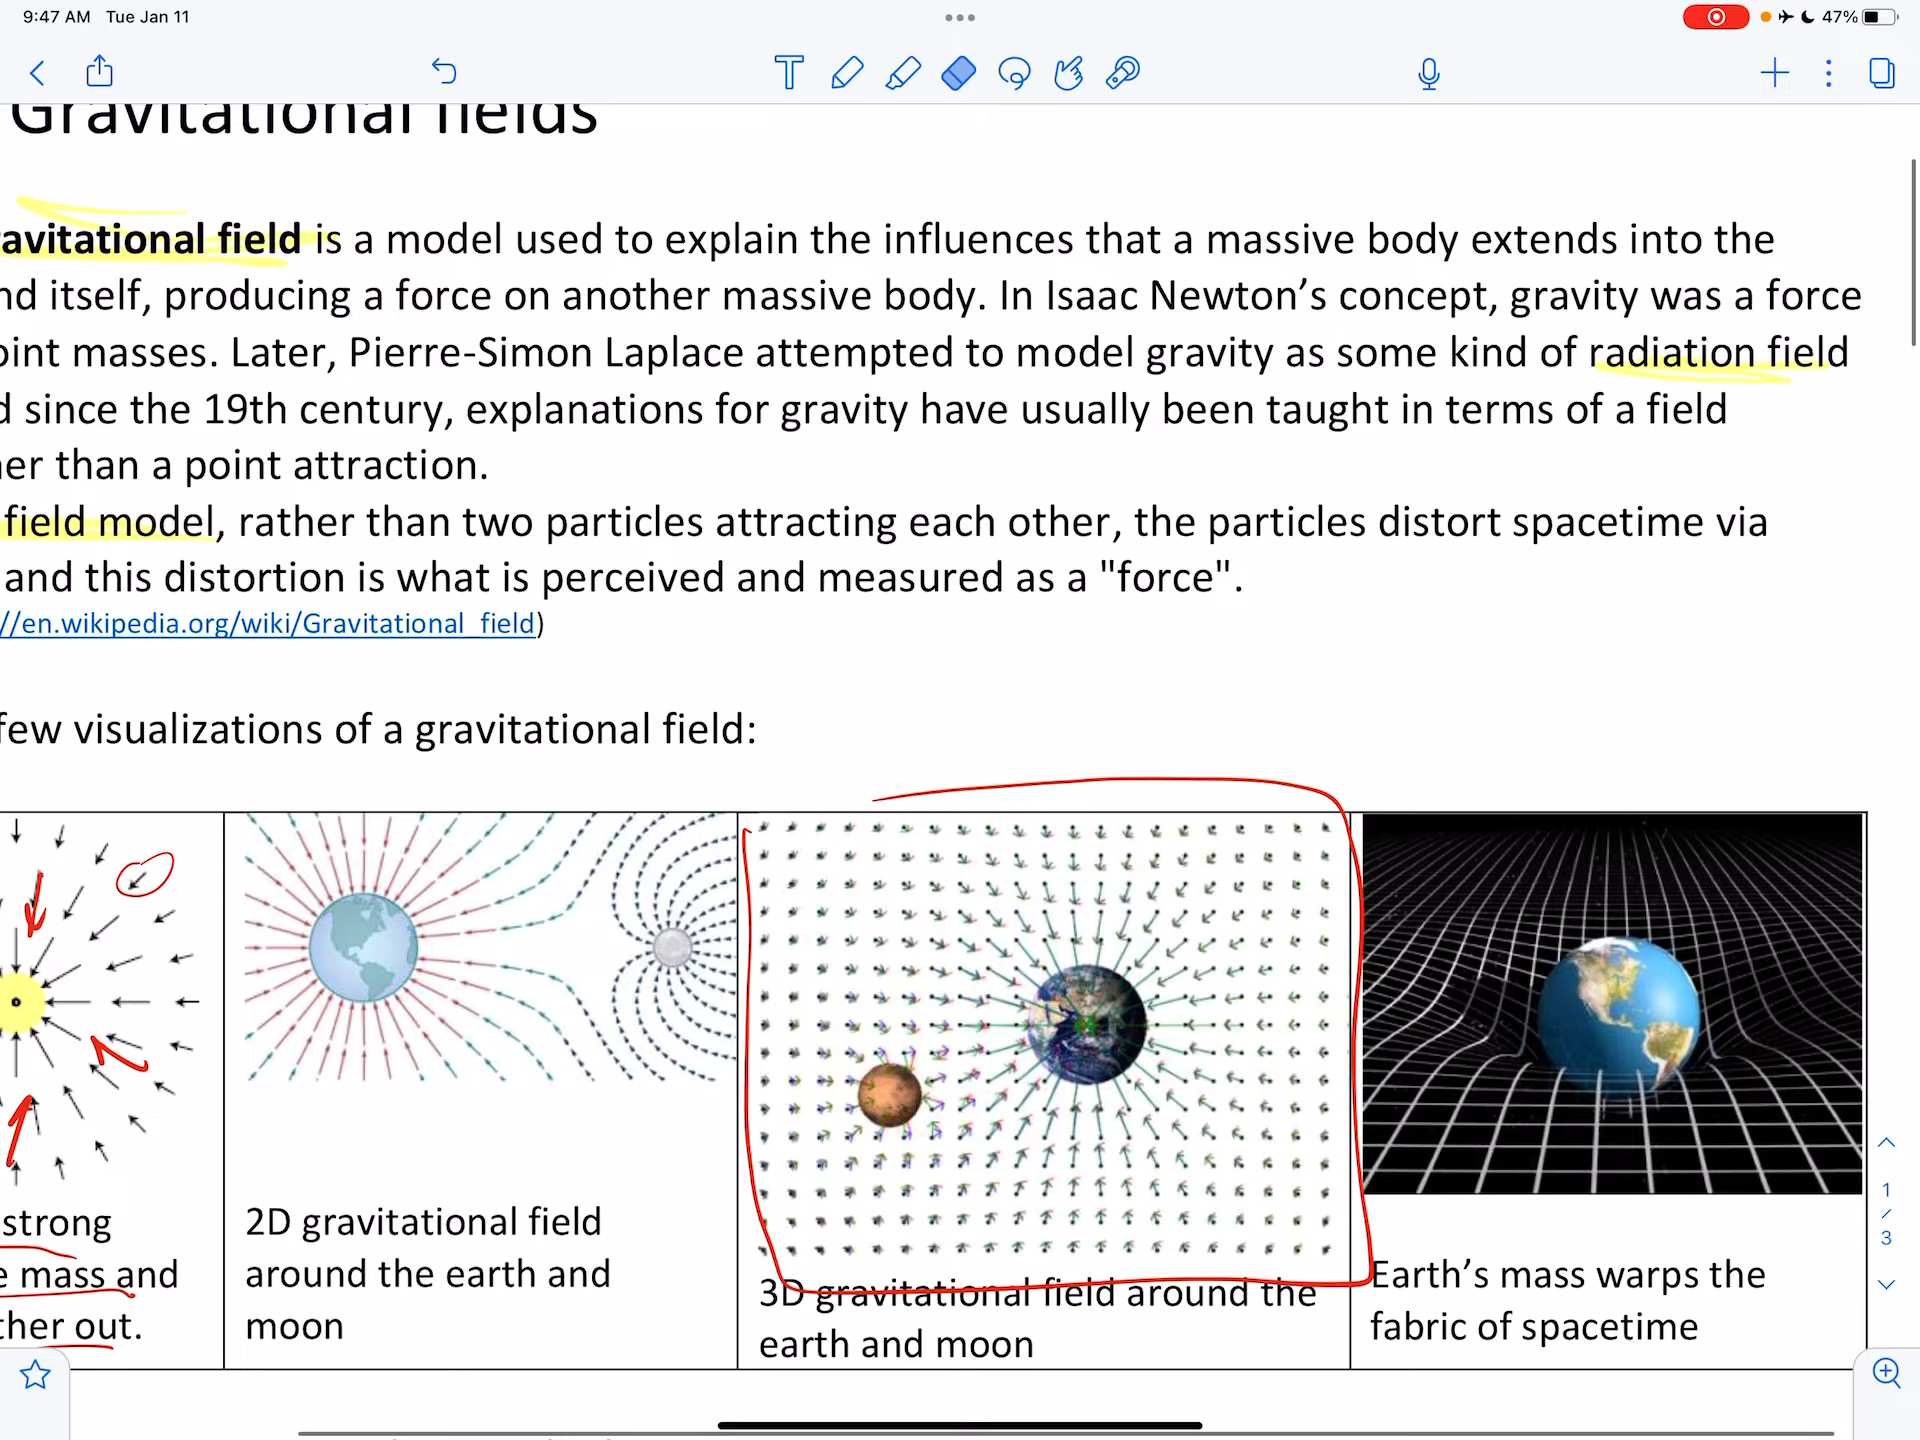 9:47 AM Tue Jan 11
47%
Gravitational fields
avitational field is a model used to explain the influences that a massive body extends into the
nd itself, producing a force on another massive body. In Isaac Newton’s concept, gravity was a force
oint masses. Later, Pierre-Simon Laplace attempted to model gravity as some kind of radiation field
d since the 19th century, explanations for gravity have usually been taught in terms of a field
er than a point attraction.
field model, rather than two particles attracting each other, the particles distort spacetime via
and this distortion is what is perceived and measured as a "force".
//en.wikipedia.org/wiki/Gravitational_field)
few visualizations of a gravitational field:
strong
e mass and
ther out.
2D gravitational field
around the earth and
moon
3D gravitational field around the
earth and moon
Earth’s mass warps the
fabric of spacetime
1
/
3